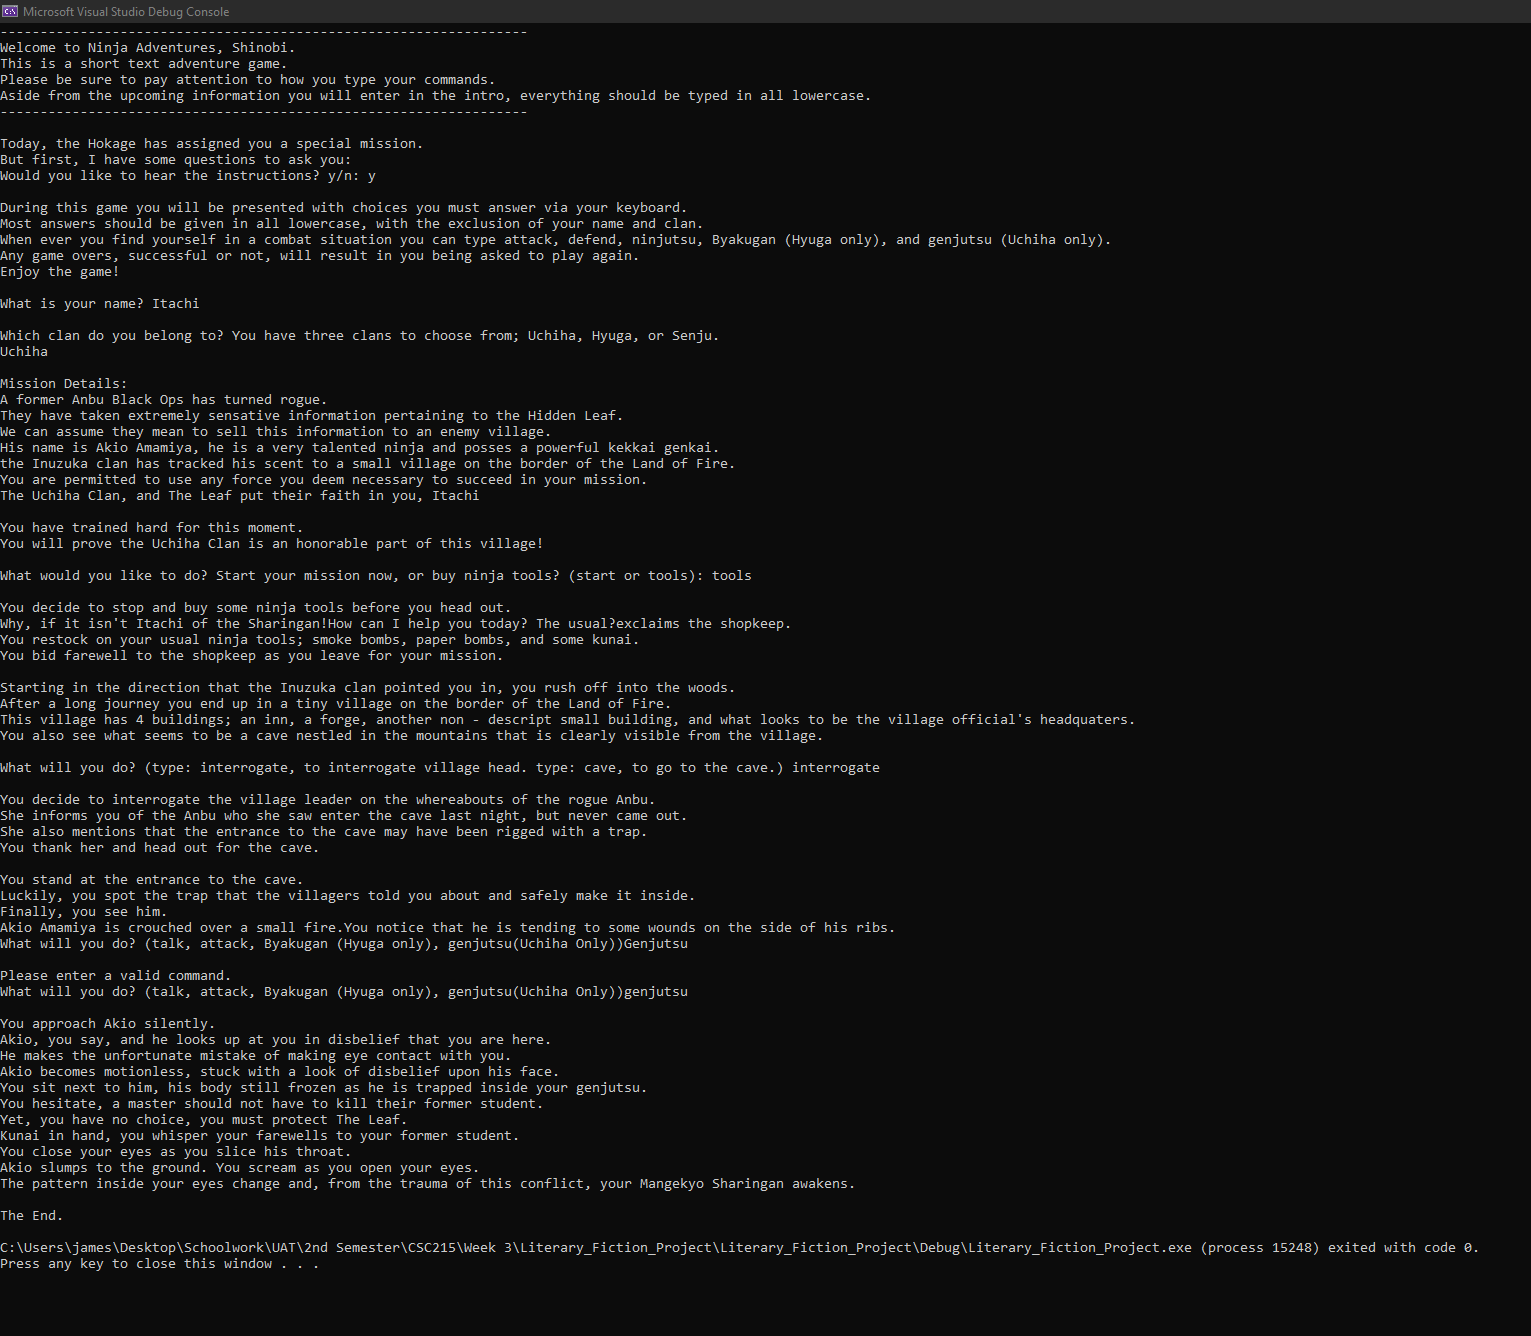 Microsoft Visual Studio Debug Console
------------------------------------------------------------------
Welcome to Ninja Adventures, Shinobi.
This is a short text adventure game.
Please be sure to pay attention to how you type your commands.
Aside from the upcoming information you will enter in the intro, everything should be typed in all lowercase.
------------------------------------------------------------------
Today, the Hokage has assigned you a special mission.
But first, I have some questions to ask you:
Would you like to hear the instructions? y/n: y
During this game you will be presented with choices you must answer via your keyboard.
Most answers should be given in all lowercase, with the exclusion of your name and clan.
When ever you find yourself in a combat situation you can type attack, defend, ninjutsu, Byakugan (Hyuga only), and genjutsu (Uchiha only).
Any game overs, successful or not, will result in you being asked to play again.
Enjoy the game!
What is your name? Itachi
Which clan do you belong to? You have three clans to choose from; Uchiha, Hyuga, or Senju.
Uchiha
Mission Details:
A former Anbu Black Ops has turned rogue.
They have taken extremely sensative information pertaining to the Hidden Leaf.
We can assume they mean to sell this information to an enemy village.
His name is Akio Amamiya, he is a very talented ninja and posses a powerful kekkai genkai.
the Inuzuka clan has tracked his scent to a small village on the border of the Land of Fire.
You are permitted to use any force you deem necessary to succeed in your mission.
The Uchiha Clan, and The Leaf put their faith in you, Itachi
You have trained hard for this moment.
You will prove the Uchiha Clan is an honorable part of this village!
What would you like to do? Start your mission now, or buy ninja tools? (start or tools): tools
You decide to stop and buy some ninja tools before you head out.
Why, if it isn't Itachi of the Sharingan!How can I help you today? The usual?exclaims the shopkeep.
You restock on your usual ninja tools; smoke bombs, paper bombs, and some kunai.
You bid farewell to the shopkeep as you leave for your mission.
Starting in the direction that the Inuzuka clan pointed you in, you rush off into the woods.
After a long journey you end up in a tiny village on the border of the Land of Fire.
This village has 4 buildings; an inn, a forge, another non - descript small building, and what looks to be the village official's headquaters.
You also see what seems to be a cave nestled in the mountains that is clearly visible from the village.
What will you do? (type: interrogate, to interrogate village head. type: cave, to go to the cave.) interrogate
You decide to interrogate the village leader on the whereabouts of the rogue Anbu.
She informs you of the Anbu who she saw enter the cave last night, but never came out.
She also mentions that the entrance to the cave may have been rigged with a trap.
You thank her and head out for the cave.
You stand at the entrance to the cave.
Luckily, you spot the trap that the villagers told you about and safely make it inside.
Finally, you see him.
Akio Amamiya is crouched over a small fire.You notice that he is tending to some wounds on the side of his ribs.
What will you do? (talk, attack, Byakugan (Hyuga only), genjutsu(Uchiha Only))Genjutsu
Please enter a valid command.
What will you do? (talk, attack, Byakugan (Hyuga only), genjutsu(Uchiha Only))genjutsu
You approach Akio silently.
Akio, you say, and he looks up at you in disbelief that you are here.
He makes the unfortunate mistake of making eye contact with you.
Akio becomes motionless, stuck with a look of disbelief upon his face.
You sit next to him, his body still frozen as he is trapped inside your genjutsu.
You hesitate, a master should not have to kill their former student.
Yet, you have no choice, you must protect The Leaf.
Kunai in hand, you whisper your farewells to your former student.
You close your eyes as you slice his throat.
Akio slumps to the ground. You scream as you open your eyes.
The pattern inside your eyes change and, from the trauma of this conflict, your Mangekyo Sharingan awakens.
The End.
C:\Users\james\Desktop\Schoolwork\UAT\2nd Semester\CSC215\Week 3\Literary_Fiction_Project\Literary_Fiction_Project\Debug\Literary_Fiction_Project.exe (process 15248) exited with code 0.
Press any key to close this window . . .